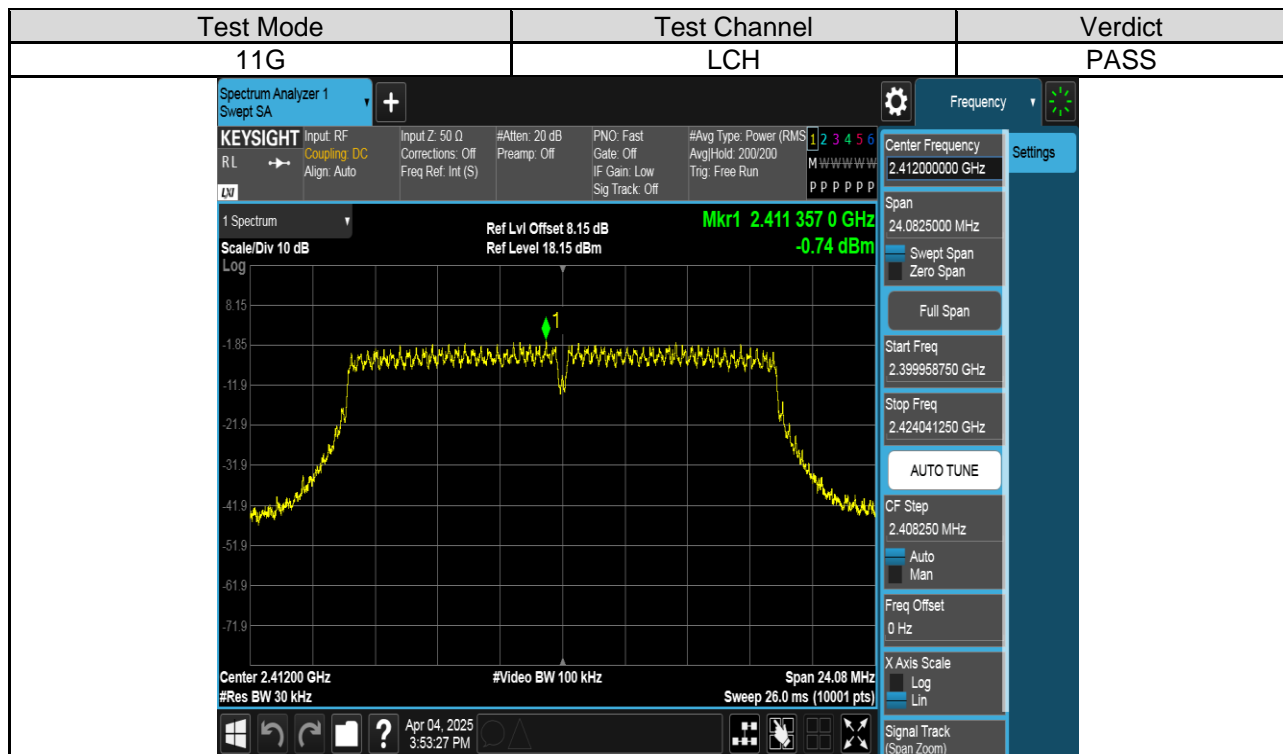 Test Mode Test Channel Verdict
11G LCH PASS
Spectrum Analyzer 1
Swept SA
+
Frequency
KEYSIGHT
RL
LXI
Input: RF
Coupling: DC
Align: Auto
Input Z: 50 Ω
Corrections: Off
Freq Ref: Int (S)
#Atten: 20 dB
Preamp: Off
PNO: Fast
Gate: Off
IF Gain: Low
Sig Track: Off
#Avg Type: Power (RMS
Avg|Hold: 200/200
Trig: Free Run
1 2 3 4 5 6
M W W W W W
P P P P P P
1 Spectrum
Scale/Div 10 dB
Ref Lvl Offset 8.15 dB
Ref Level 18.15 dBm
Mkr1 2.411 357 0 GHz
-0.74 dBm
Log
8.15
-1.85
-11.9
-21.9
-31.9
-41.9
-51.9
-61.9
-71.9
1
Center 2.41200 GHz
#Res BW 30 kHz
#Video BW 100 kHz
Span 24.08 MHz
Sweep 26.0 ms (10001 pts)
Center Frequency
2.412000000 GHz
Settings
Span
24.0825000 MHz
Swept Span
Zero Span
Full Span
Start Freq
2.399958750 GHz
Stop Freq
2.424041250 GHz
AUTO TUNE
CF Step
2.408250 MHz
Auto
Man
Freq Offset
0 Hz
X Axis Scale
Log
Lin
Signal Track
(Span Zoom)
?
Apr 04, 2025
3:53:27 PM